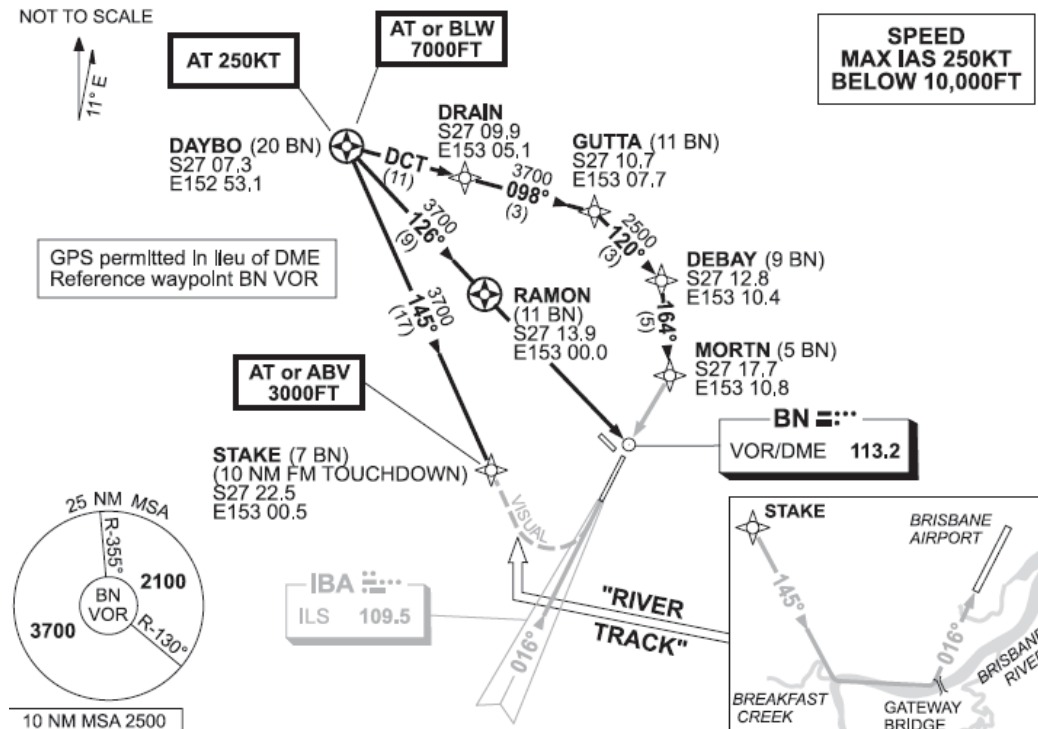 NOT TO SCALE
11° E
AT 250KT
AT or BLW
7000FT
SPEED
MAX IAS 250KT
BELOW 10,000FT
DAYBO (20 BN)
S27 07.3
E152 53.1
DCT
(11)
DRAIN
S27 09.9
E153 05.1
3700
098°
(3)
GUTTA (11 BN)
S27 10.7
E153 07.7
2500
120°
(3)
DEBAY (9 BN)
S27 12.8
E153 10.4
164°
(5)
MORTN (5 BN)
S27 17.7
E153 10.8
GPS permitted in lieu of DME
Reference waypoint BN VOR
3700
126°
(9)
3700
145°
(17)
RAMON
(11 BN)
S27 13.9
E153 00.0
AT or ABV
3000FT
BN
VOR/DME 113.2
STAKE (7 BN)
(10 NM FM TOUCHDOWN)
S27 22.5
E153 00.5
VISUAL
IBA
ILS 109.5
016°
"RIVER
TRACK"
25 NM MSA
R-355°
BN
VOR
2100
3700
R-130°
10 NM MSA 2500
STAKE
BRISBANE
AIRPORT
145°
016°
BREAKFAST
CREEK
GATEWAY
BRIDGE
BRISBANE
RIVER